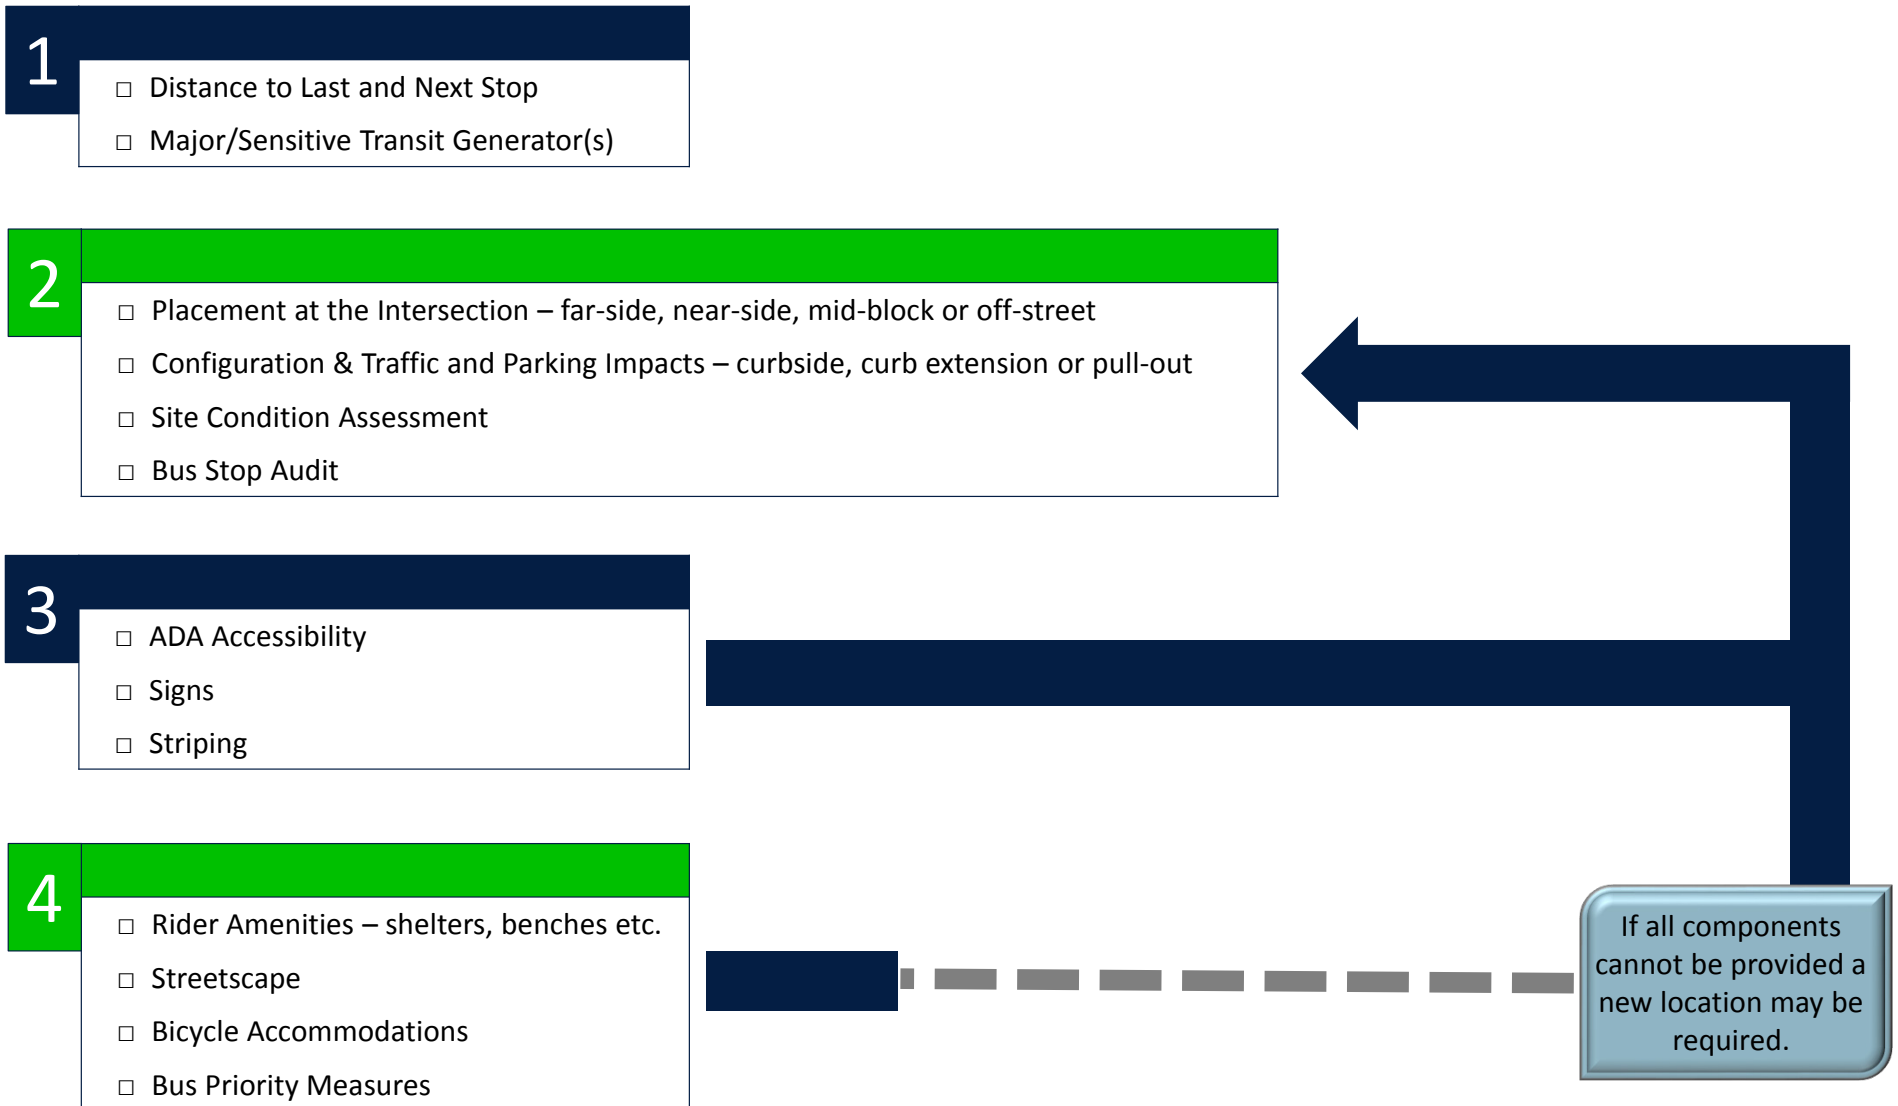 1
□ Distance to Last and Next Stop
□ Major/Sensitive Transit Generator(s)
2
□ Placement at the Intersection – far-side, near-side, mid-block or off-street
□ Configuration & Traffic and Parking Impacts – curbside, curb extension or pull-out
□ Site Condition Assessment
□ Bus Stop Audit
3
□ ADA Accessibility
□ Signs
□ Striping
4
□ Rider Amenities – shelters, benches etc.
□ Streetscape
□ Bicycle Accommodations
□ Bus Priority Measures
If all components
cannot be provided a
new location may be
required.